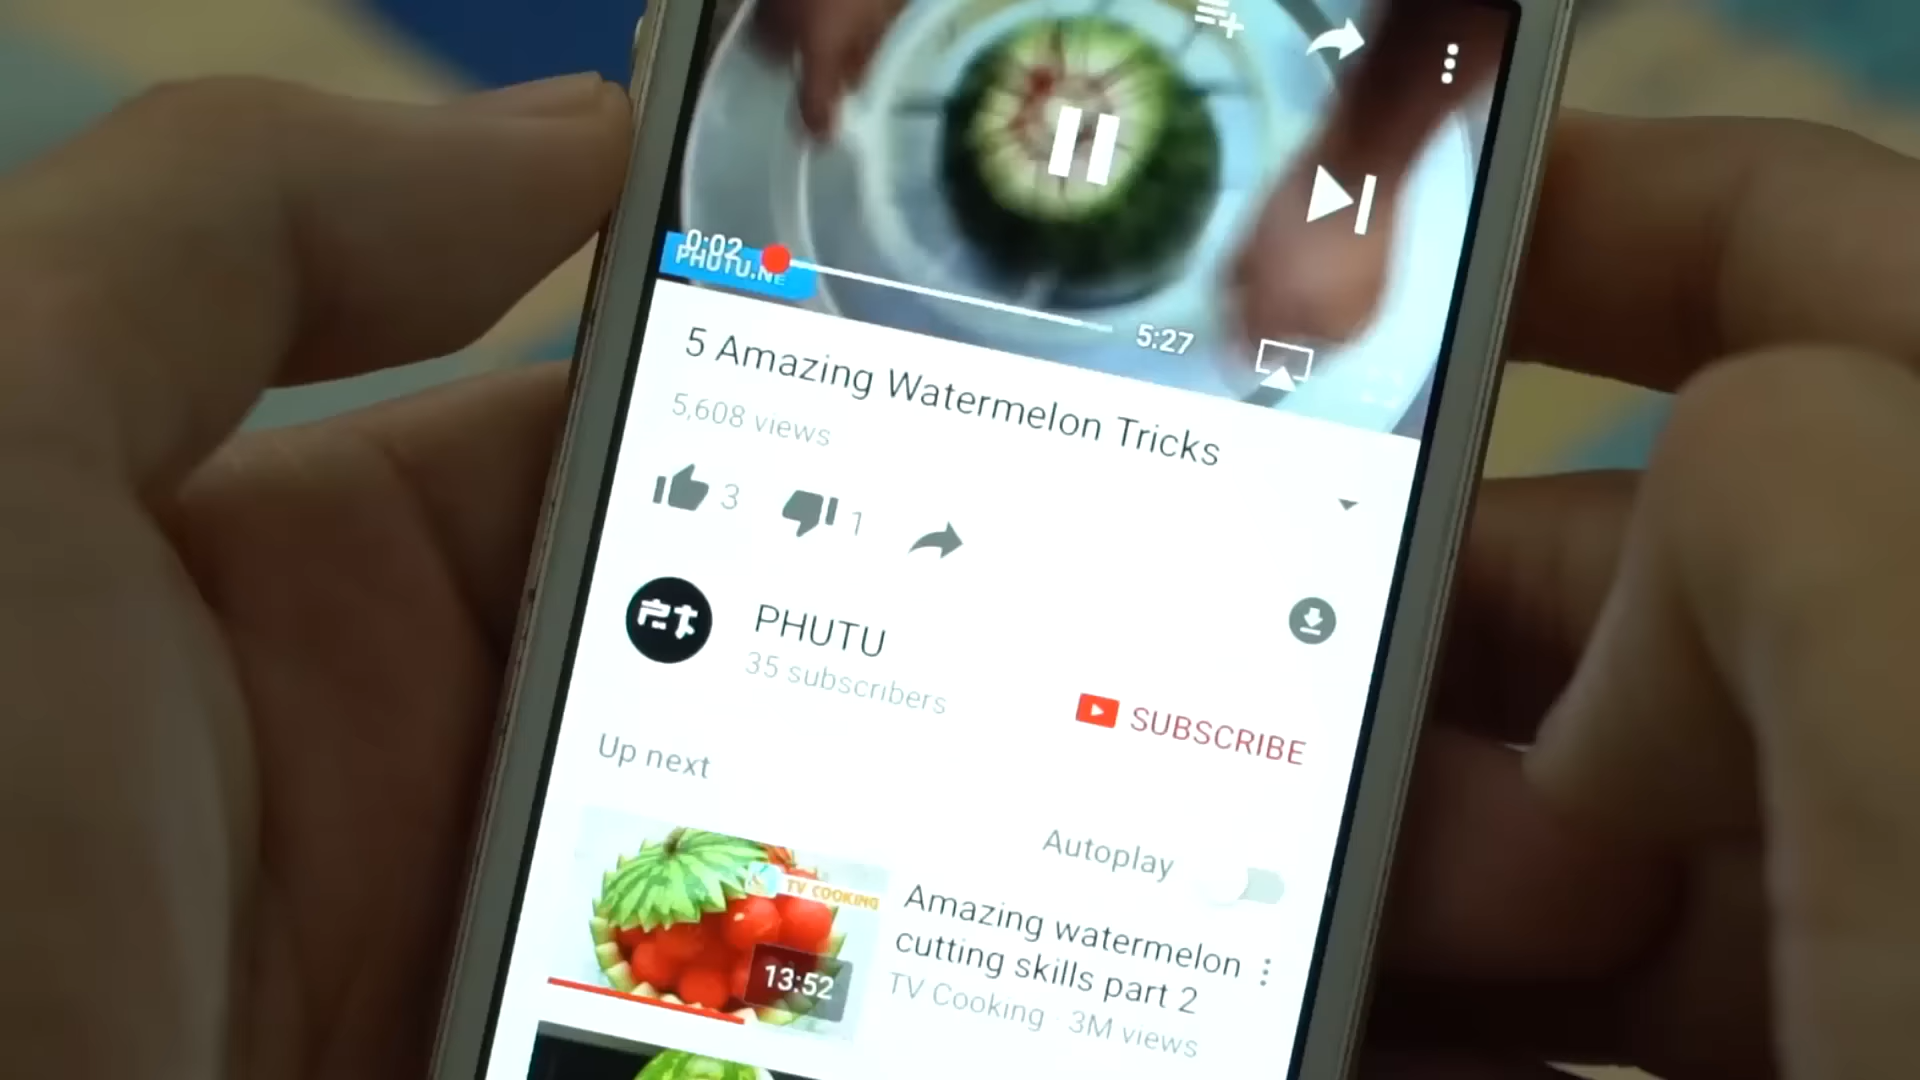 0:02
PHUTU.NE
5:27
5 Amazing Watermelon Tricks
5,608 views
3
1
PHUTU
35 subscribers
SUBSCRIBE
Up next
Autoplay
TV COOKING
13:52
Amazing watermelon
cutting skills part 2
TV Cooking · 3M views